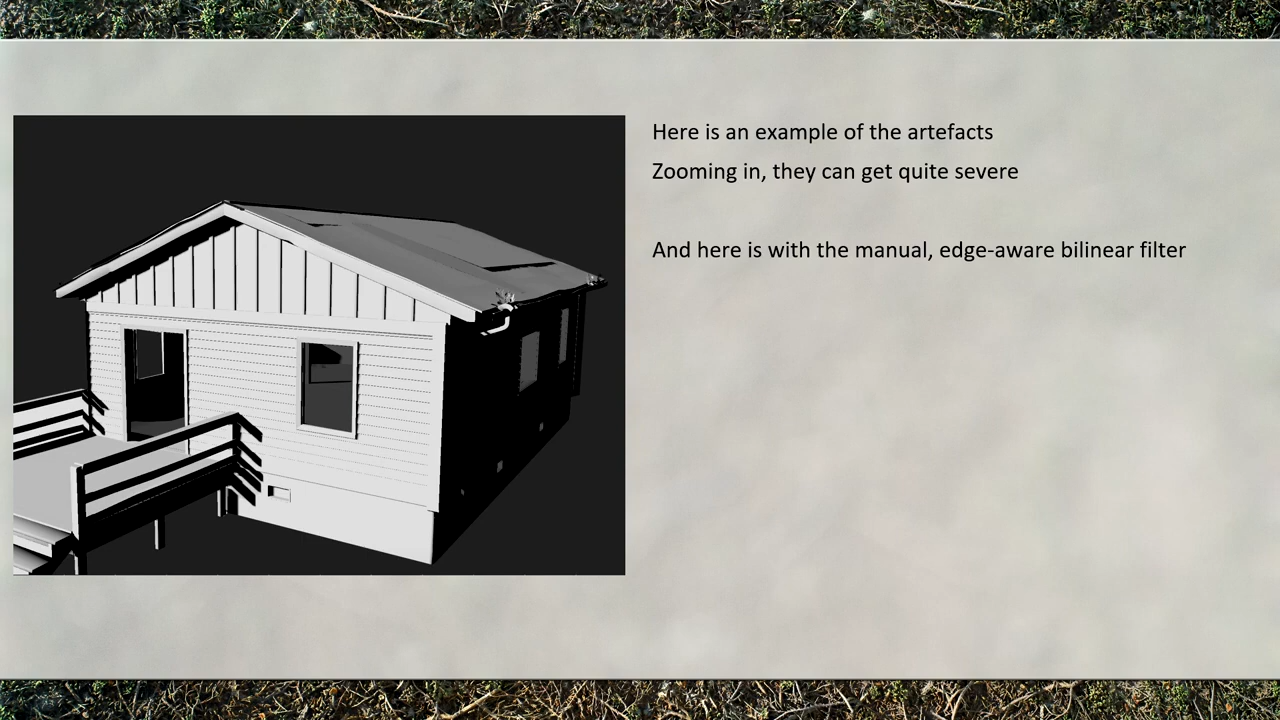 Here is an example of the artefacts
Zooming in, they can get quite severe
And here is with the manual, edge-aware bilinear filter